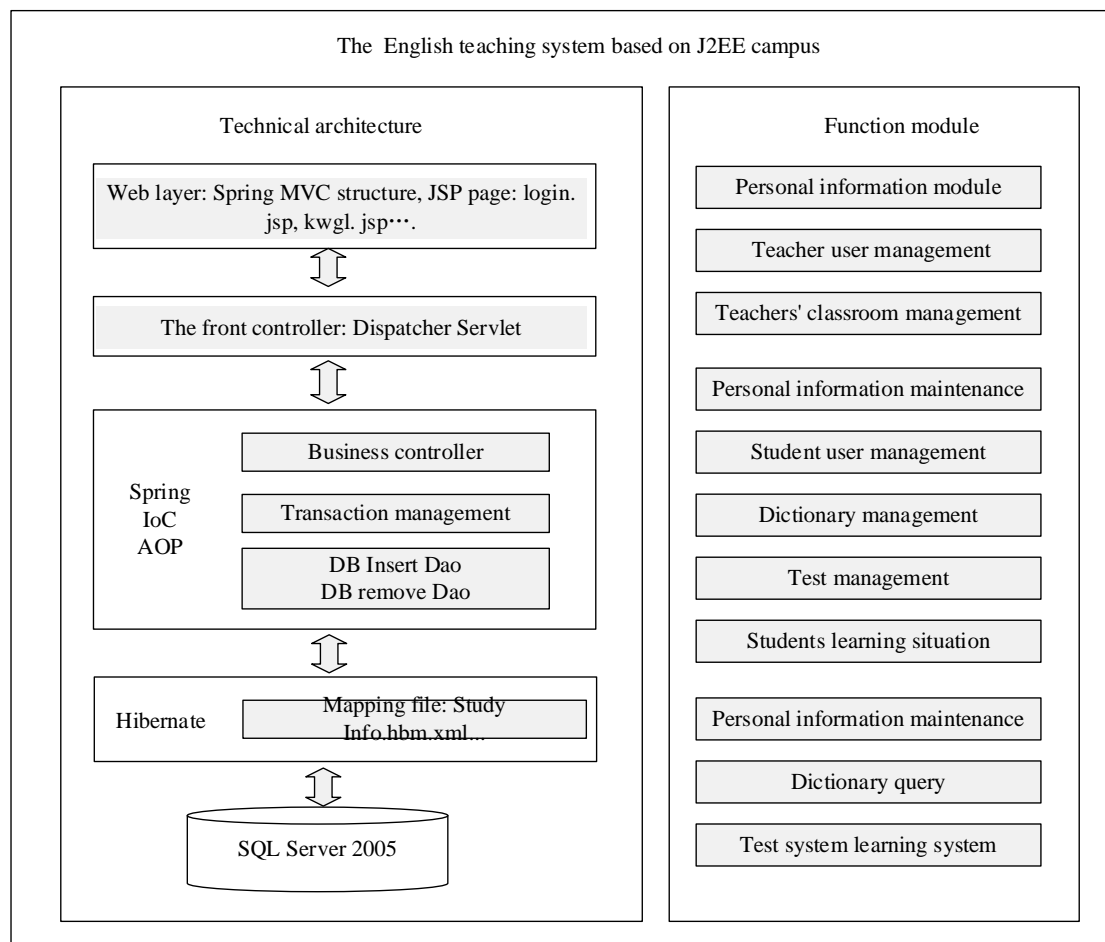 The English teaching system based on J2EE campus
Technical architecture
Web layer: Spring MVC structure, JSP page: login.
jsp, kwgl. jsp⋯.
The front controller: Dispatcher Servlet
Spring
IoC
AOP
Business controller
Transaction management
DB Insert Dao
DB remove Dao
Hibernate
Mapping file: Study
Info.hbm.xml...
SQL Server 2005
Function module
Personal information module
Teacher user management
Teachers' classroom management
Personal information maintenance
Student user management
Dictionary management
Test management
Students learning situation
Personal information maintenance
Dictionary query
Test system learning system